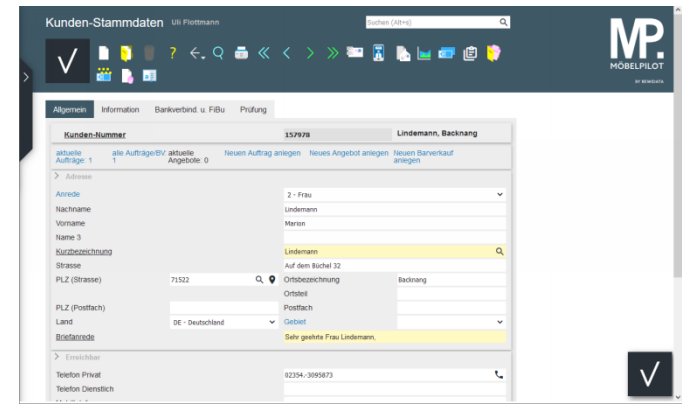 Kunden-Stammdaten Uli Flottmann
Suchen (Alt+s)
MP.
MÖBELPILOT
BY BEWIDATA
Allgemein Information Bankverbind. u. FiBu Prüfung
Kunden-Nummer 157978 Lindemann, Backnang
aktuelle Aufträge: 1 alle Aufträge/BV 1 aktuelle Angebote: 0 Neuen Auftrag anlegen Neues Angebot anlegen Neuen Barverkauf anlegen
Adresse
Anrede 2 - Frau
Nachname Lindemann
Vorname Marion
Name 3
Kurzbezeichnung Lindemann
Strasse Auf dem Büchel 32
PLZ (Strasse) 71522 Ortsbezeichnung Backnang
Ortsteil
PLZ (Postfach) Postfach
Land DE - Deutschland Gebiet
Briefanrede Sehr geehrte Frau Lindemann,
Erreichbar
Telefon Privat 02354.-3095873
Telefon Dienstlich